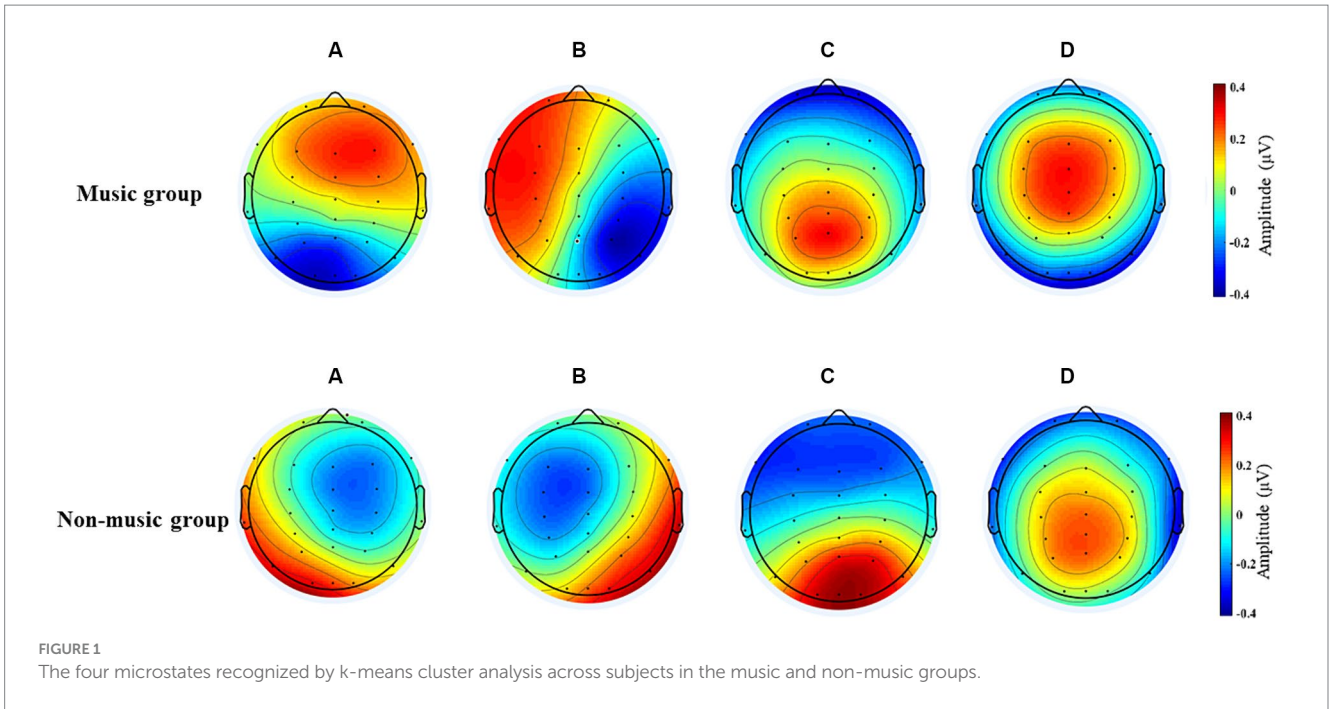 A B C D
Music group
0.4
0.2
0
-0.2
-0.4
Amplitude (µV)
A B C D
Non-music group
0.4
0.2
0
-0.2
-0.4
Amplitude (µV)
FIGURE 1
The four microstates recognized by k-means cluster analysis across subjects in the music and non-music groups.